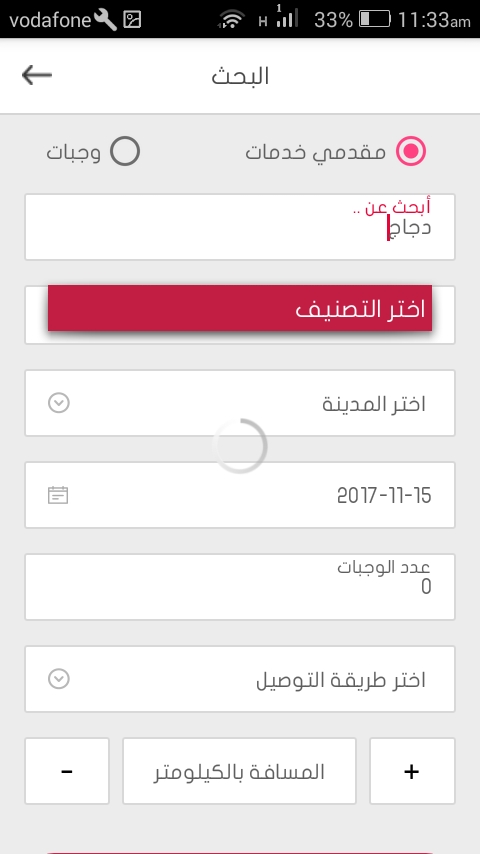 vodafone H 1 33% 11:33am
البحث
مقدمي خدمات وجبات
أبحث عن ..
دجاج
اختر التصنيف
اختر المدينة
2017-11-15
عدد الوجبات
0
اختر طريقة التوصيل
+ المسافة بالكيلومتر -